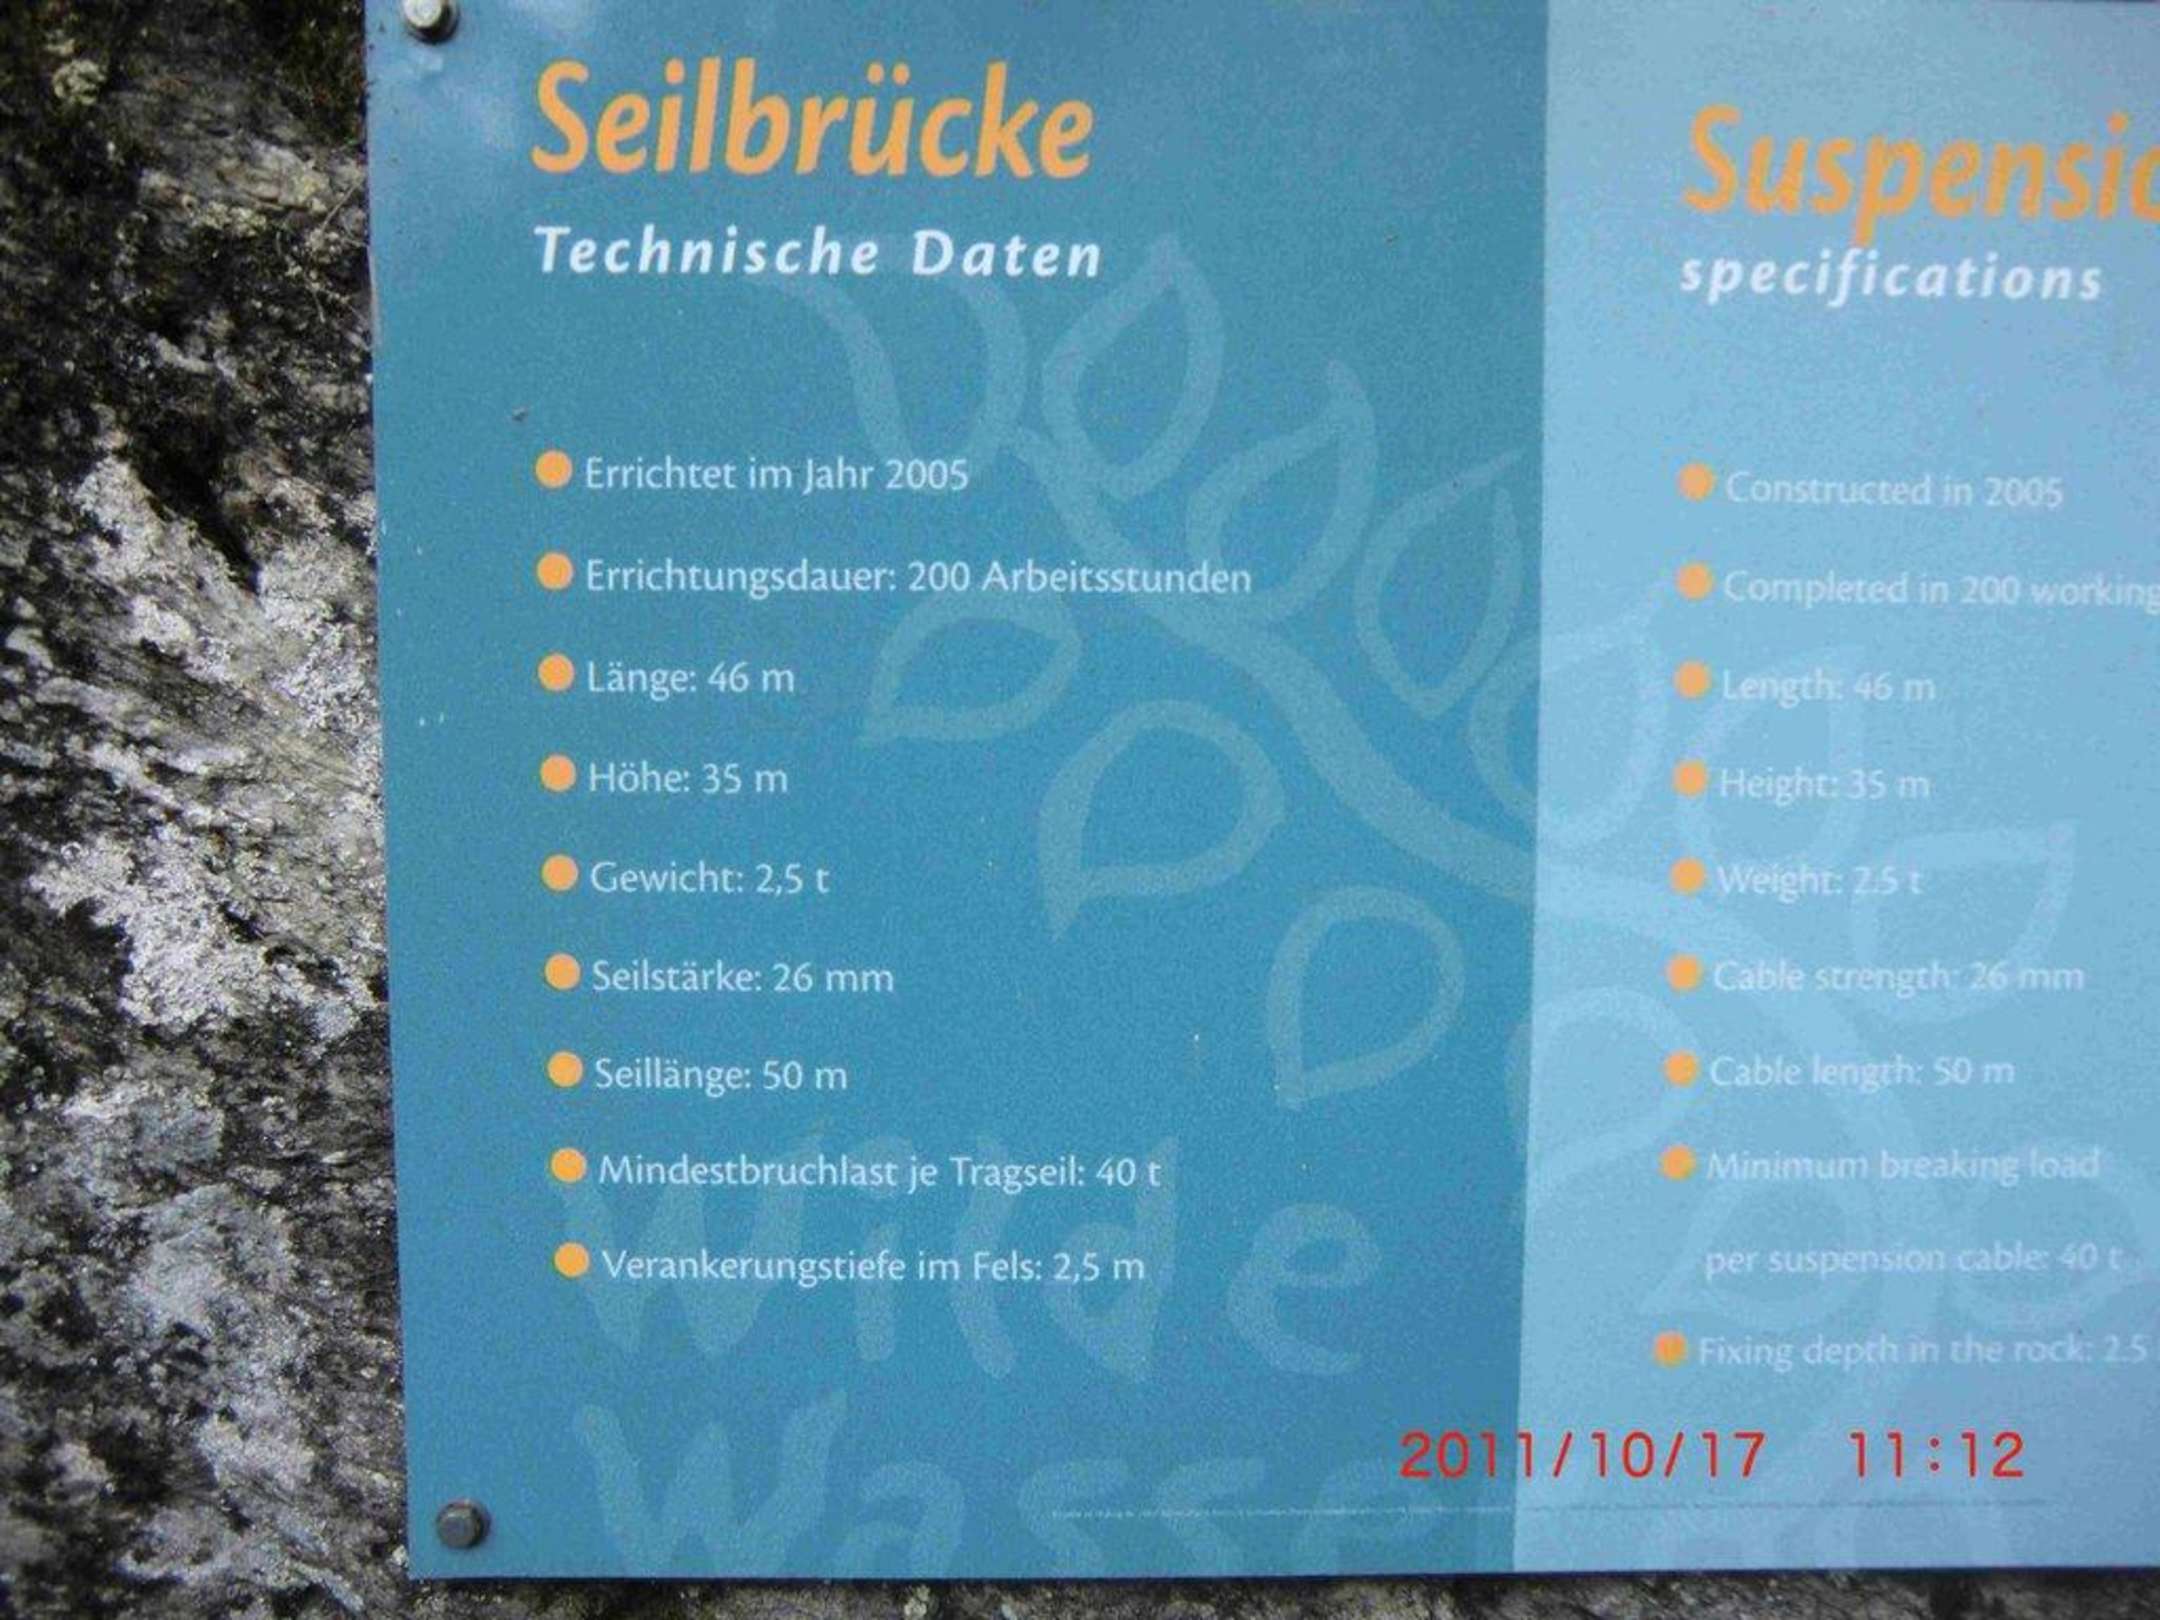 Seilbrücke
Technische Daten
Errichtet im Jahr 2005
Errichtungsdauer: 200 Arbeitsstunden
Länge: 46 m
Höhe: 35 m
Gewicht: 2,5 t
Seilstärke: 26 mm
Seillänge: 50 m
Mindestbruchlast je Tragseil: 40 t
Verankerungstiefe im Fels: 2,5 m
Wilde
Wasser
Suspensio
specifications
Constructed in 2005
Completed in 200 working
Length: 46 m
Height: 35 m
Weight: 2.5 t
Cable strength: 26 mm
Cable length: 50 m
Minimum breaking load
per suspension cable: 40 t
Fixing depth in the rock: 2.5
2011/10/17 11:12